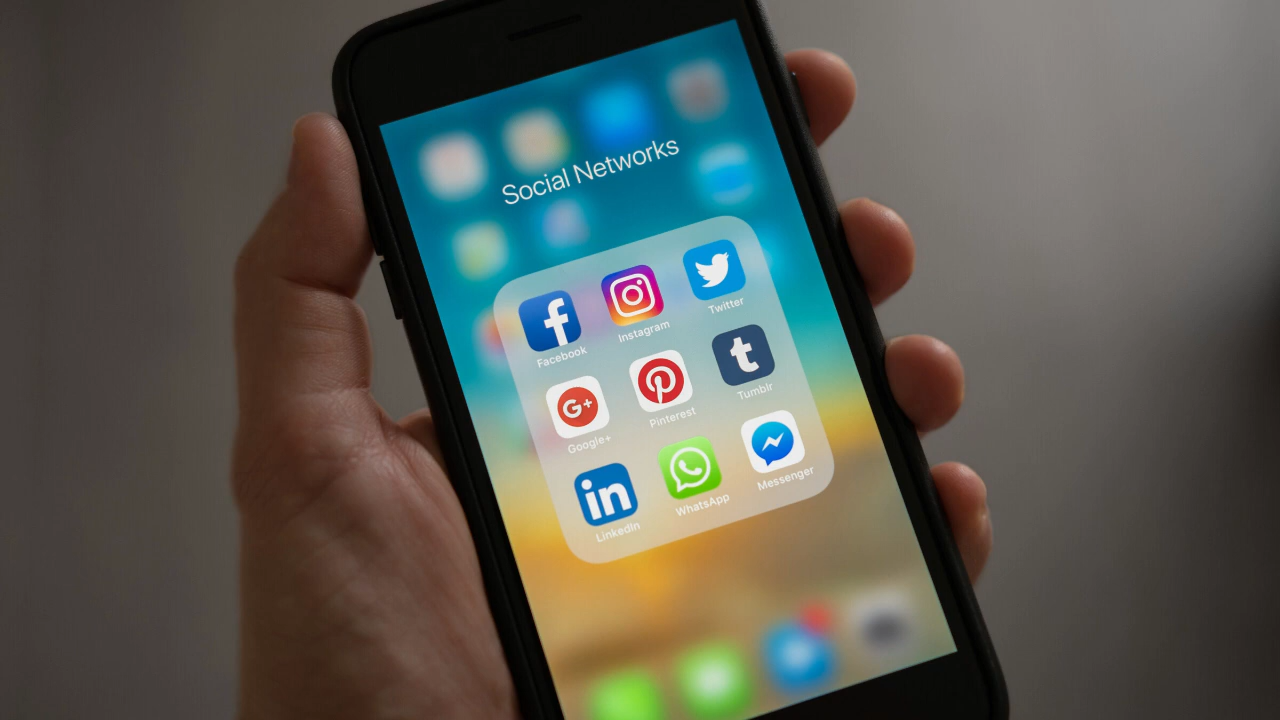 Social Networks
Facebook
Instagram
Twitter
Google+
Pinterest
Tumblr
LinkedIn
WhatsApp
Messenger